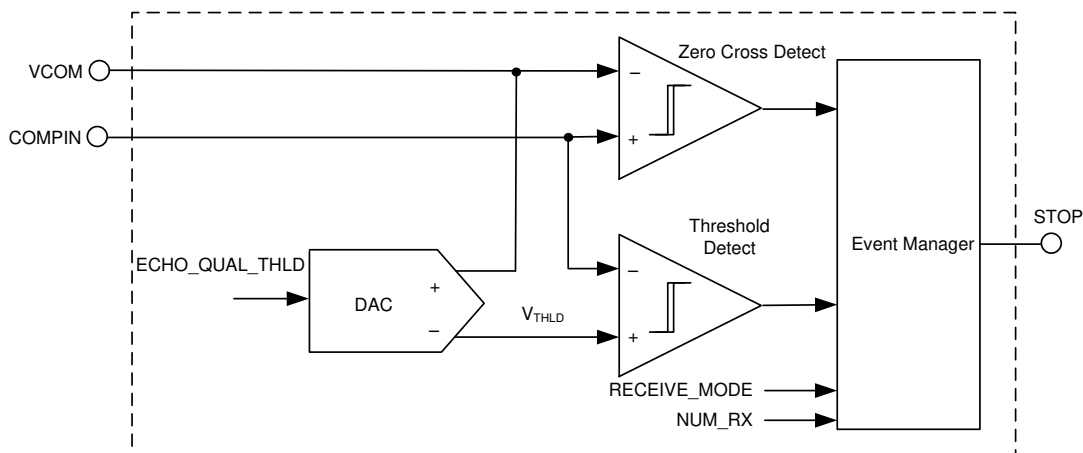 Zero Cross Detect
VCOM
−
COMPIN
+
STOP
Threshold
Detect
Event Manager
ECHO_QUAL_THLD
−
+
DAC
VTHLD
−
+
RECEIVE_MODE
NUM_RX